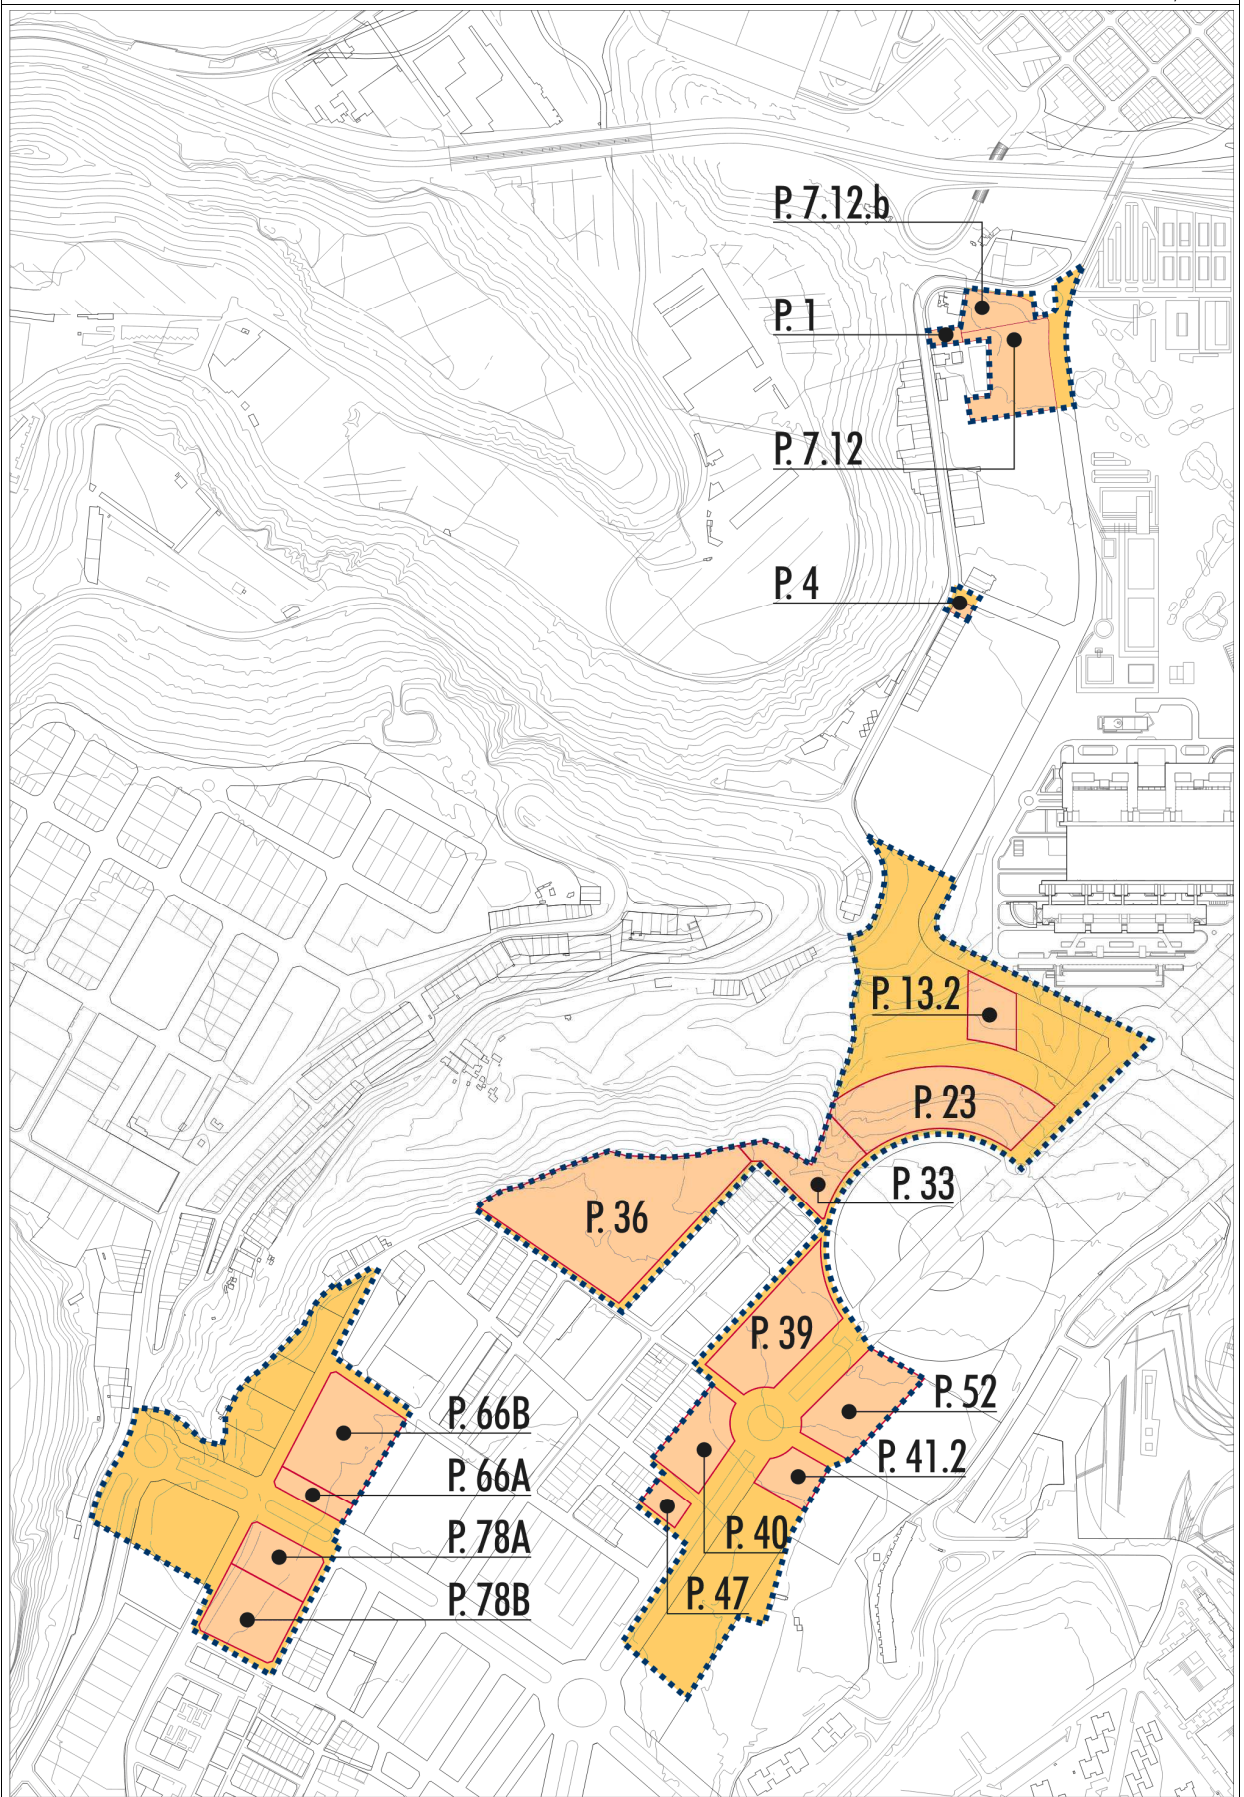 P. 7.12.b
P. 1
P. 7.12
P. 4
P. 13.2
P. 23
P. 33
P. 36
P. 39
P. 52
P. 66B
P. 41.2
P. 66A
P. 40
P. 78A
P. 47
P. 78B